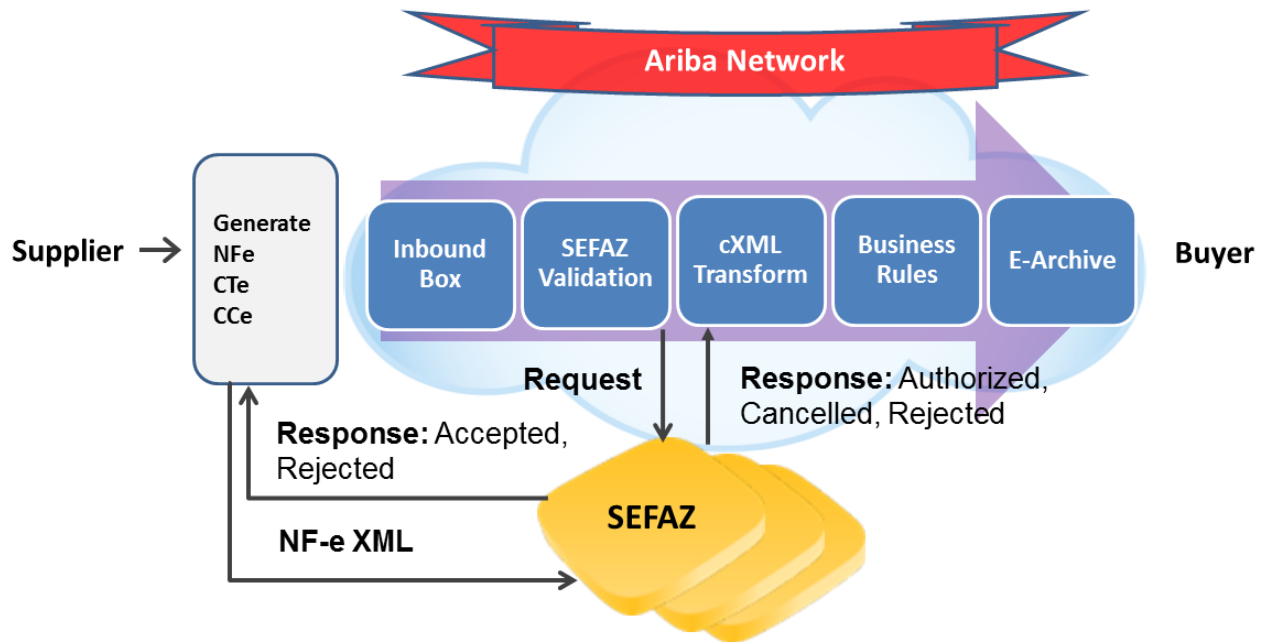 Ariba Network
Supplier
Generate
NFe
CTe
CCe
Inbound
Box
SEFAZ
Validation
cXML
Transform
Business
Rules
E-Archive
Buyer
Request
Response: Authorized,
Cancelled, Rejected
Response: Accepted,
Rejected
SEFAZ
NF-e XML